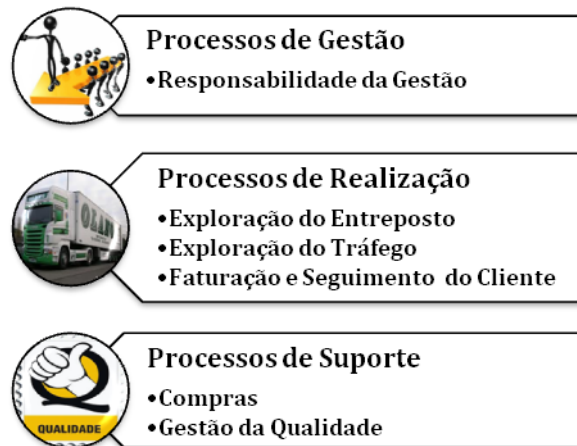 Processos de Gestão
•Responsabilidade da Gestão
Processos de Realização
•Exploração do Entreposto
•Exploração do Tráfego
•Faturação e Seguimento do Cliente
Processos de Suporte
•Compras
•Gestão da Qualidade
OLANO
QUALIDADE